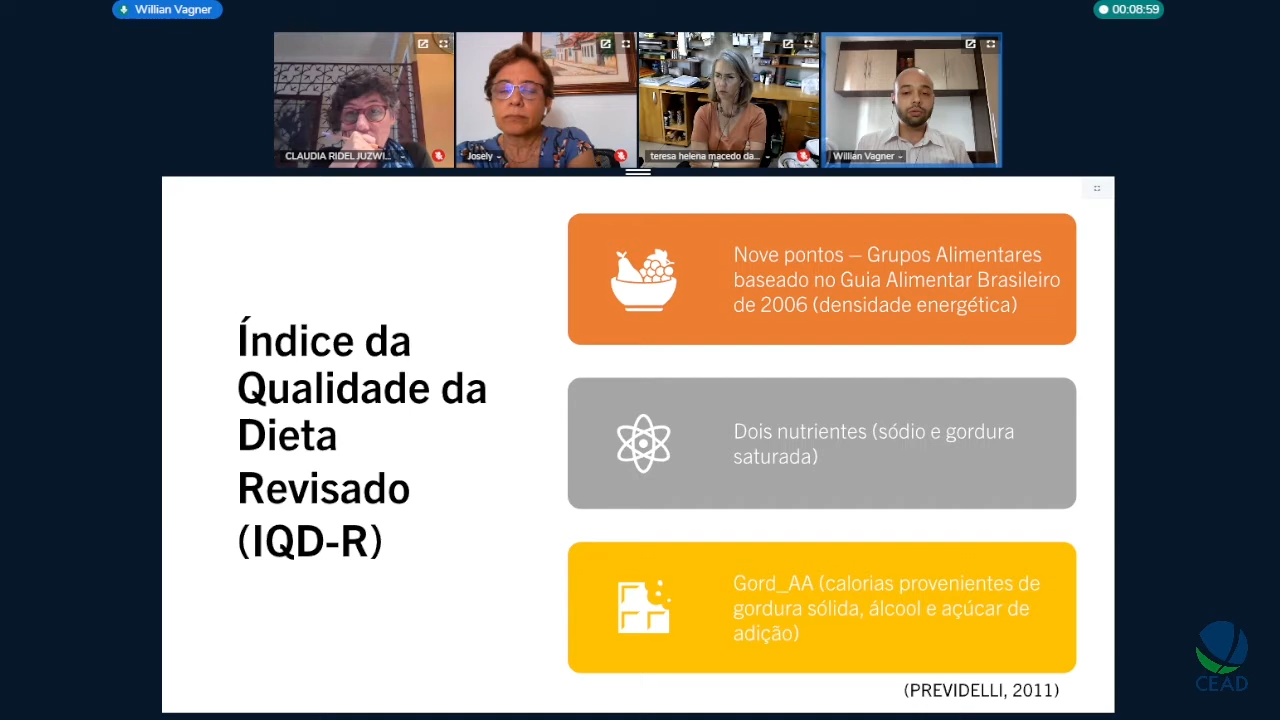 Willian Vagner
00:08:59
CLAUDIA RIDEL JUZWI...
Josely
teresa helena macedo da...
Willian Vagner
Índice da
Qualidade da
Dieta
Revisado
(IQD-R)
Nove pontos – Grupos Alimentares
baseado no Guia Alimentar Brasileiro
de 2006 (densidade energética)
Dois nutrientes (sódio e gordura
saturada)
Gord_AA (calorias provenientes de
gordura sólida, álcool e açúcar de
adição)
(PREVIDELLI, 2011)
CEAD